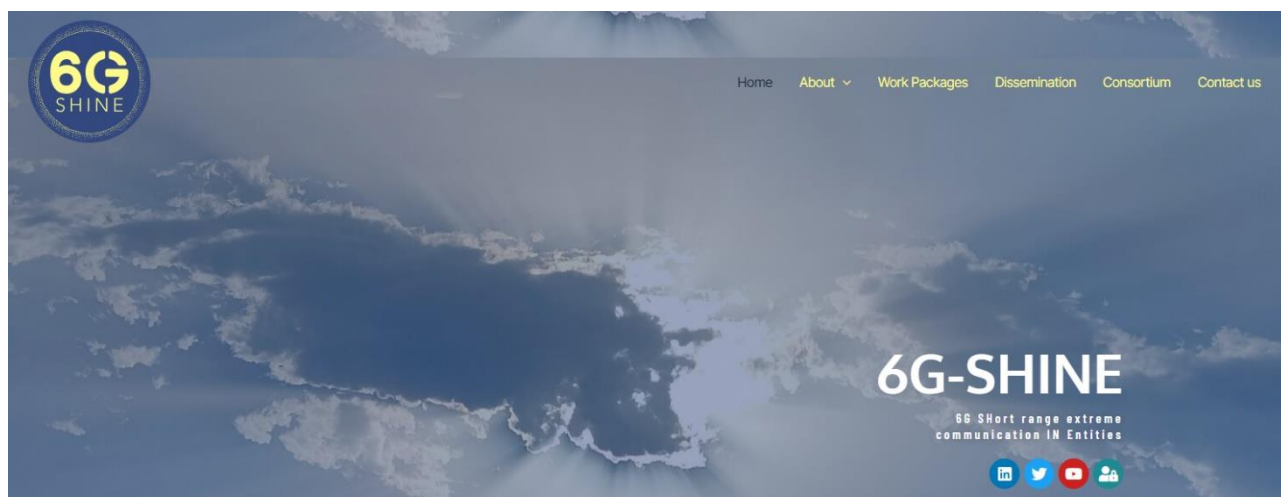 6G
SHINE
Home About Work Packages Dissemination Consortium Contact us
6G-SHINE
6G SHort range extreme
communication IN Entities